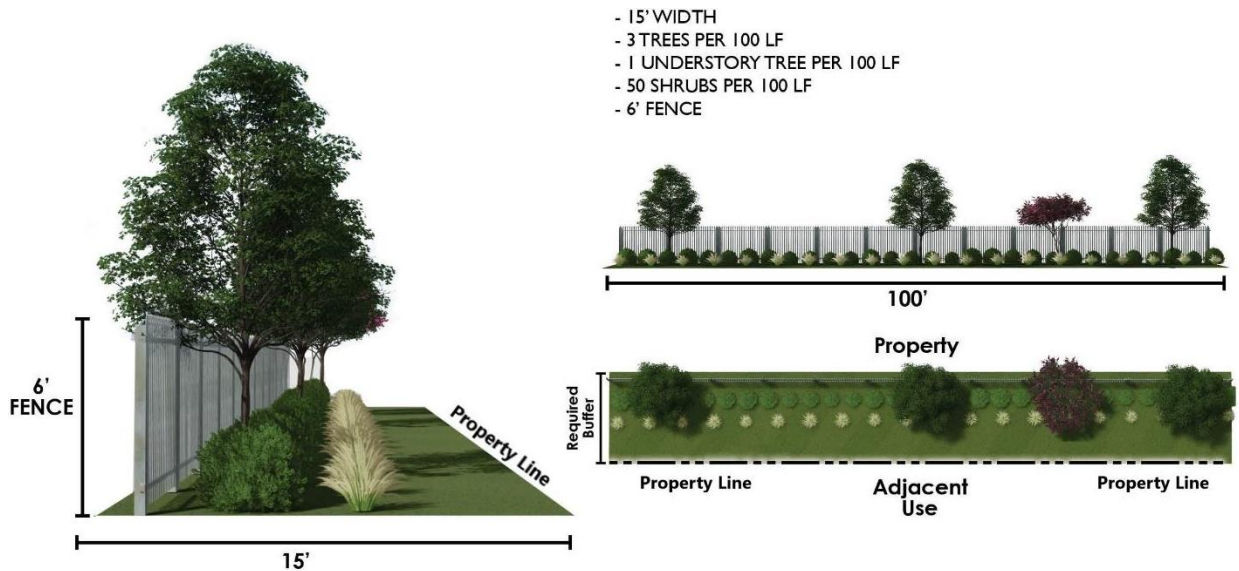 - 15' WIDTH
- 3 TREES PER 100 LF
- 1 UNDERSTORY TREE PER 100 LF
- 50 SHRUBS PER 100 LF
- 6' FENCE
6'
FENCE
Property Line
15'
100'
Property
Required
Buffer
Property Line
Adjacent
Use
Property Line